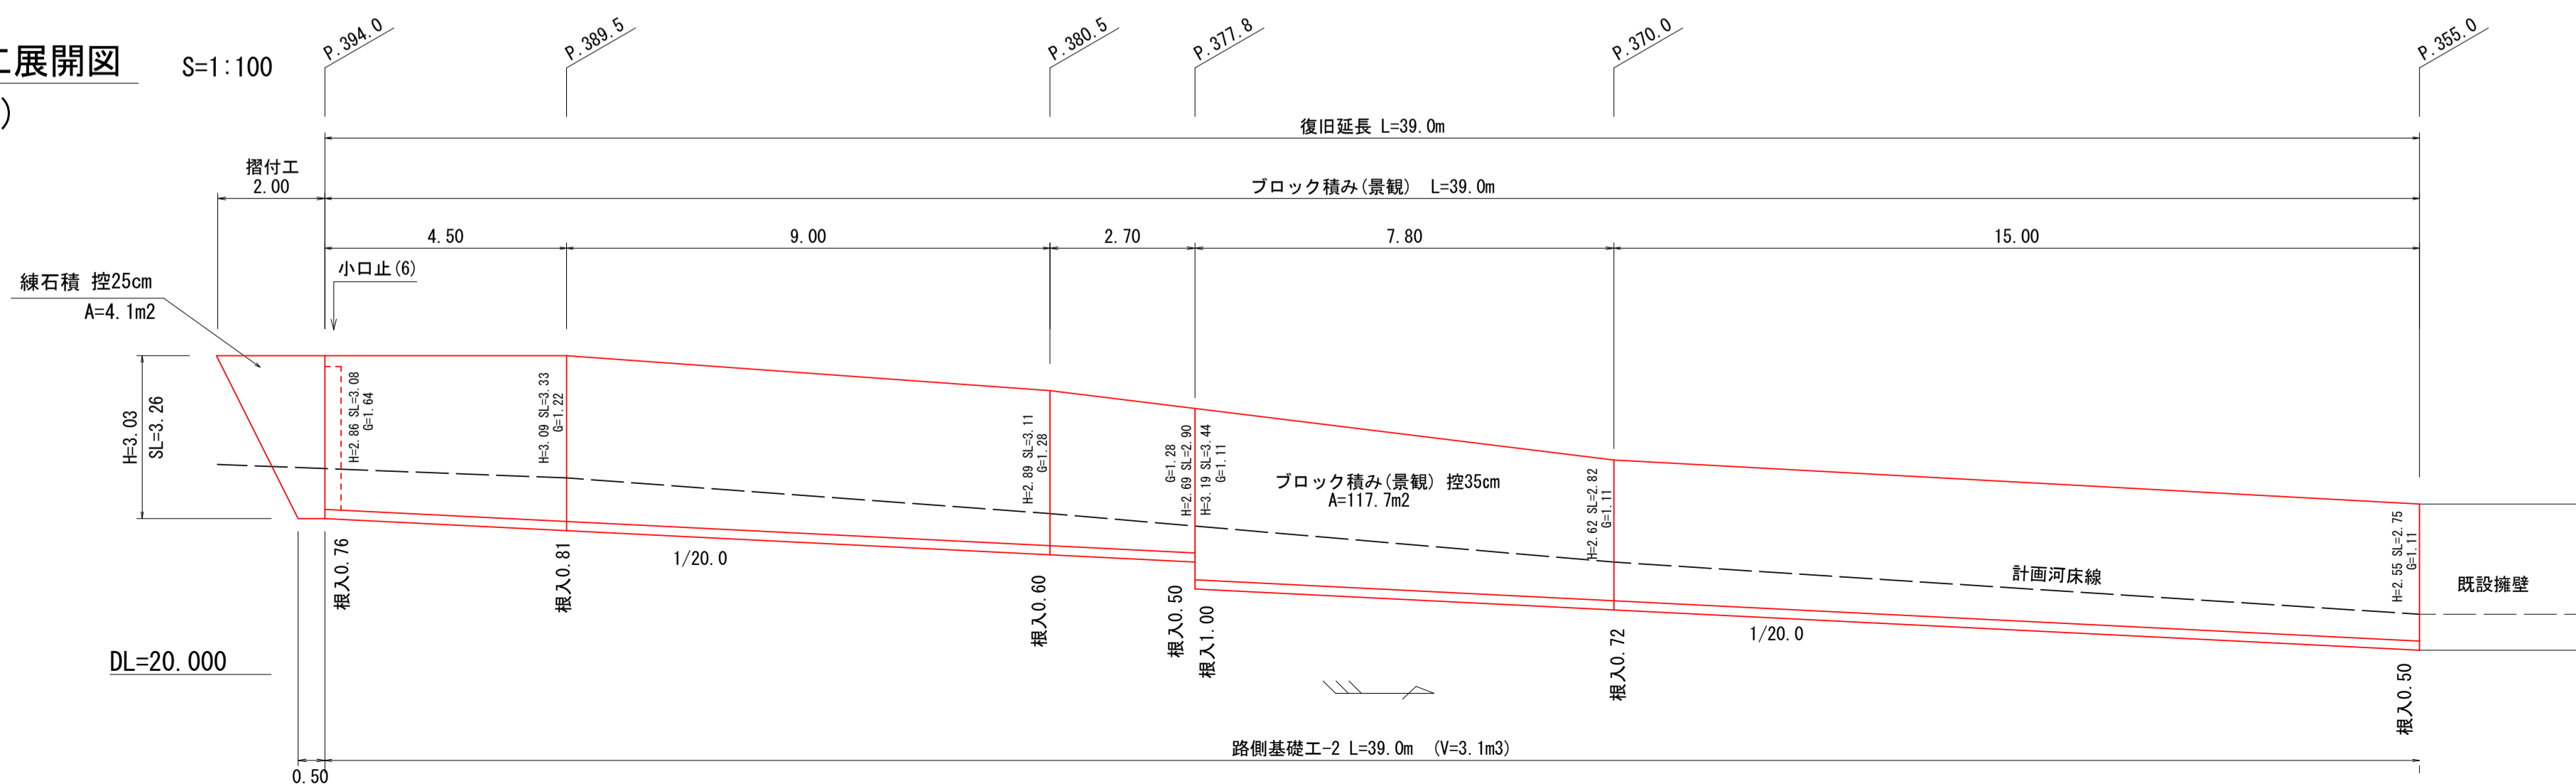 P.394.0
P.389.5
P.380.5
P.377.8
P.370.0
P.355.0
工展開図 S=1:100
)
復旧延長 L=39.0m
摺付工
2.00
ブロック積み(景観) L=39.0m
4.50
9.00
2.70
7.80
15.00
小口止(6)
練石積 控25cm
A=4.1m2
H=3.03
SL=3.26
H=2.86 SL=3.08
G=1.64
H=3.09 SL=3.33
G=1.22
H=2.89 SL=3.11
G=1.28
G=1.28
H=2.69 SL=2.90
H=3.19 SL=3.44
G=1.11
ブロック積み(景観) 控35cm
A=117.7m2
H=2.62 SL=2.82
G=1.11
H=2.55 SL=2.75
G=1.11
計画河床線
既設擁壁
根入0.76
根入0.81
1/20.0
根入0.60
根入0.50
根入1.00
根入0.72
1/20.0
根入0.50
DL=20.000
路側基礎工-2 L=39.0m (V=3.1m3)
0.50